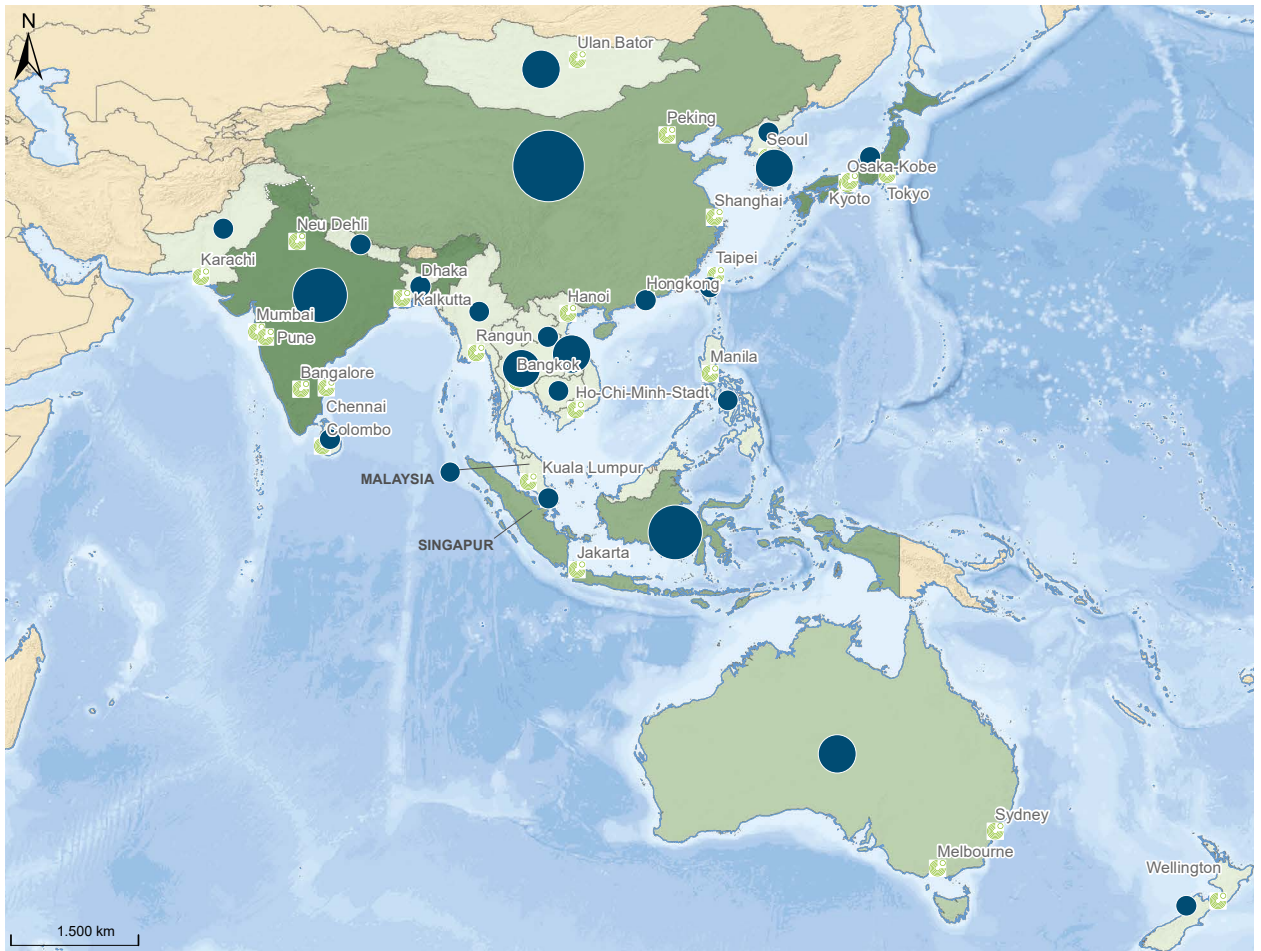 N
Ulan Bator
Peking
Seoul
Osaka-Kobe
Kyoto
Tokyo
Shanghai
Neu Dehli
Karachi
Taipei
Dhaka
Hongkong
Kalkutta
Hanoi
Mumbai
Pune
Rangun
Manila
Bangkok
Bangalore
Ho-Chi-Minh-Stadt
Chennai
Colombo
Kuala Lumpur
MALAYSIA
SINGAPUR
Jakarta
Sydney
Melbourne
Wellington
1.500 km